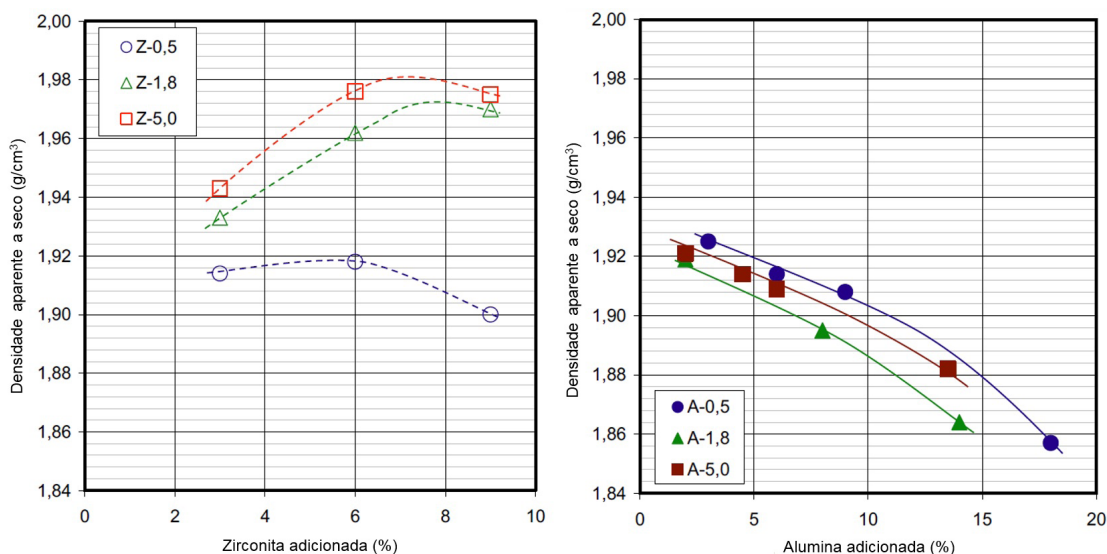 2,00
1,98
1,96
1,94
1,92
1,90
1,88
1,86
1,84
Densidade aparente a seco (g/cm³)
Z-0,5
Z-1,8
Z-5,0
0 2 4 6 8 10
Zirconita adicionada (%)
2,00
1,98
1,96
1,94
1,92
1,90
1,88
1,86
1,84
Densidade aparente a seco (g/cm³)
A-0,5
A-1,8
A-5,0
0 5 10 15 20
Alumina adicionada (%)